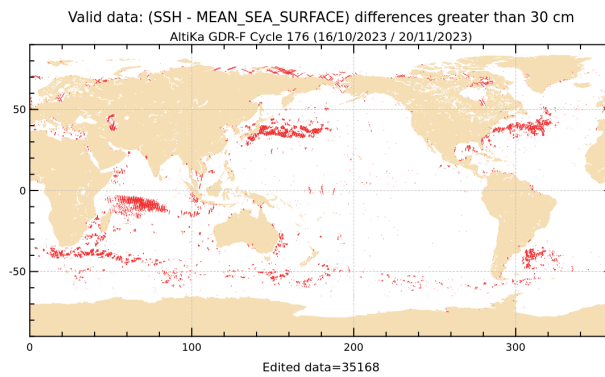 Valid data: (SSH - MEAN_SEA_SURFACE) differences greater than 30 cm
AltiKa GDR-F Cycle 176 (16/10/2023 / 20/11/2023)
50
0
-50
0 100 200 300
Edited data=35168